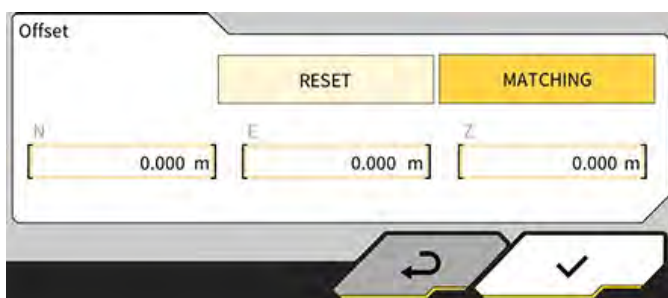 Offset
RESET MATCHING
N E Z
0.000 m 0.000 m 0.000 m